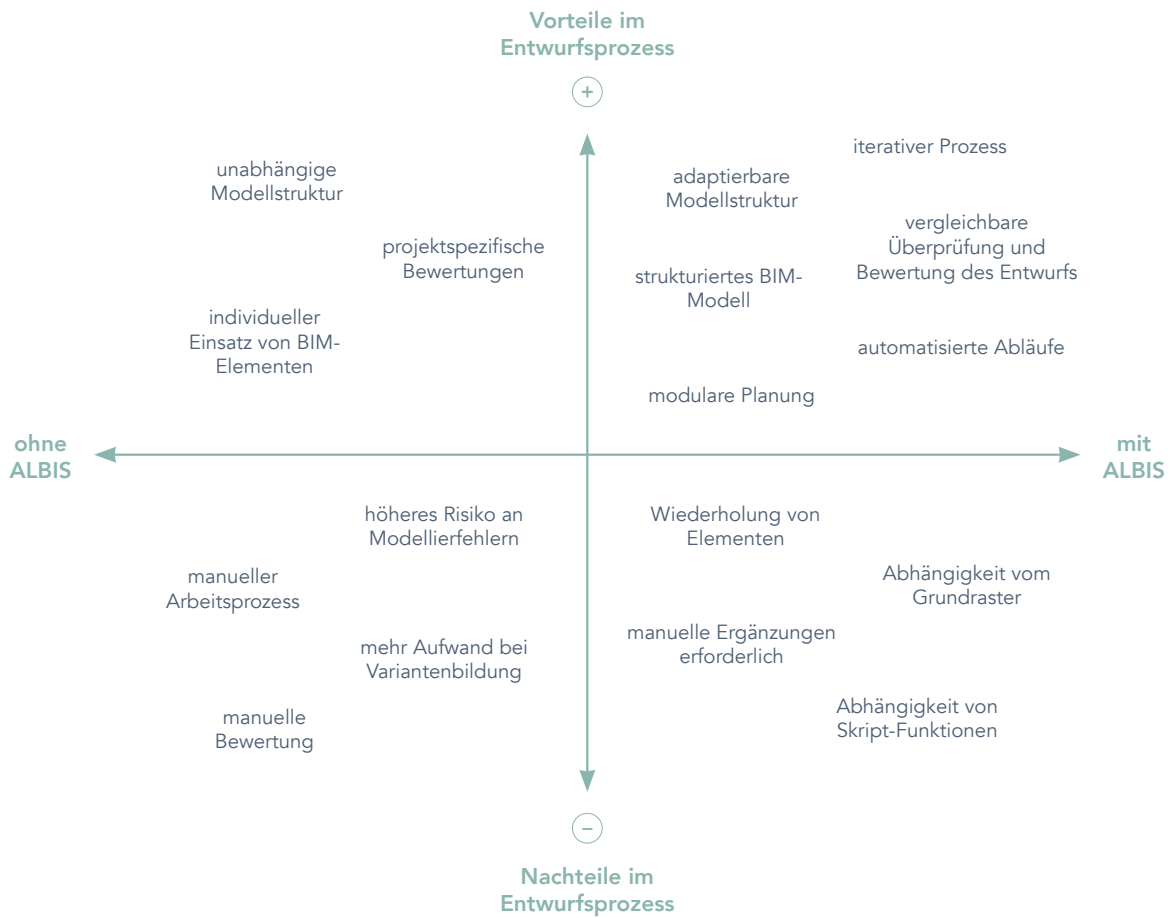 Vorteile im
Entwurfsprozess
+
unabhängige
Modellstruktur
projektspezifische
Bewertungen
individueller
Einsatz von BIM-
Elementen
iterativer Prozess
adaptierbare
Modellstruktur
vergleichbare
Überprüfung und
Bewertung des Entwurfs
strukturiertes BIM-
Modell
automatisierte Abläufe
modulare Planung
ohne
ALBIS
mit
ALBIS
höheres Risiko an
Modellierfehlern
manueller
Arbeitsprozess
mehr Aufwand bei
Variantenbildung
manuelle
Bewertung
Wiederholung von
Elementen
Abhängigkeit vom
Grundraster
manuelle Ergänzungen
erforderlich
Abhängigkeit von
Skript-Funktionen
−
Nachteile im
Entwurfsprozess